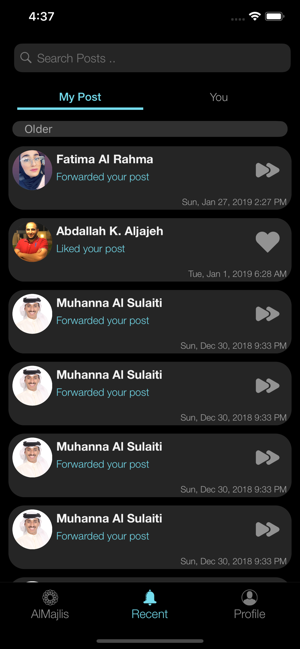 4:37
Search Posts ..
My Post
You
Older
Fatima Al Rahma
Forwarded your post
Sun, Jan 27, 2019 2:27 PM
Abdallah K. Aljajeh
Liked your post
Tue, Jan 1, 2019 6:28 AM
Muhanna Al Sulaiti
Forwarded your post
Sun, Dec 30, 2018 9:33 PM
Muhanna Al Sulaiti
Forwarded your post
Sun, Dec 30, 2018 9:33 PM
Muhanna Al Sulaiti
Forwarded your post
Sun, Dec 30, 2018 9:33 PM
Muhanna Al Sulaiti
Forwarded your post
Sun, Dec 30, 2018 9:33 PM
AlMajlis
Recent
Profile